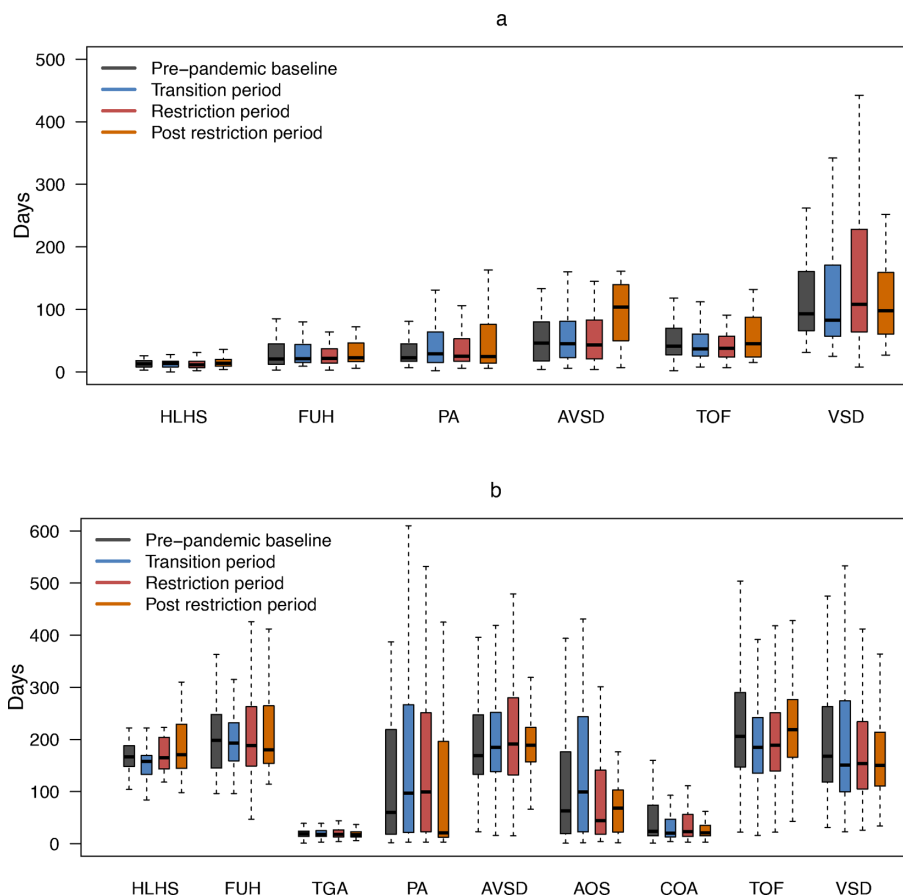 a
500
400
300
200
100
0
Days
Pre−pandemic baseline
Transition period
Restriction period
Post restriction period
HLHS FUH PA AVSD TOF VSD
b
600
500
400
300
200
100
0
Days
Pre−pandemic baseline
Transition period
Restriction period
Post restriction period
HLHS FUH TGA PA AVSD AOS COA TOF VSD